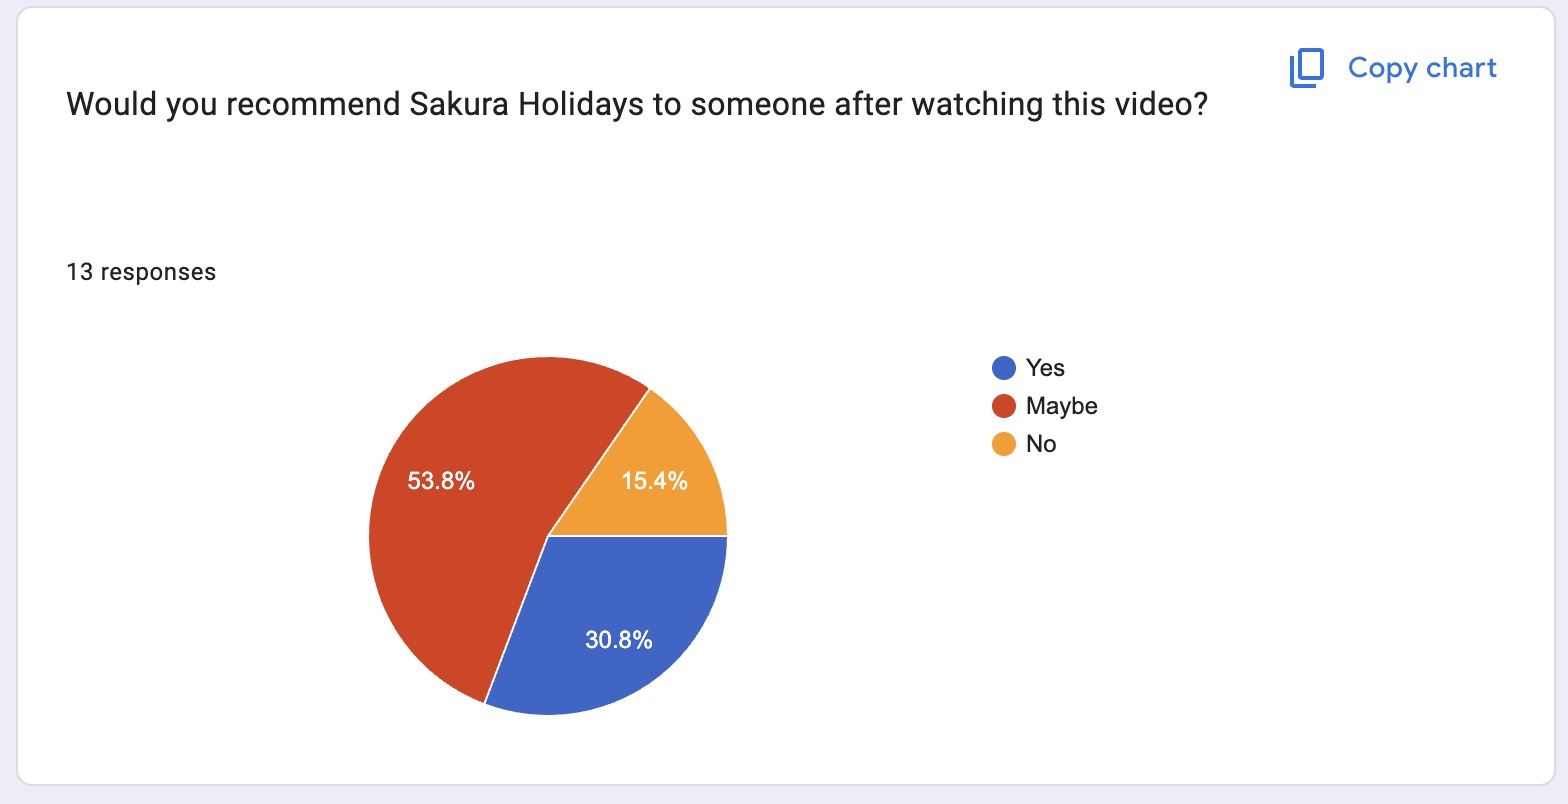 Copy chart
Would you recommend Sakura Holidays to someone after watching this video?
13 responses
Yes
Maybe
No
53.8%
15.4%
30.8%